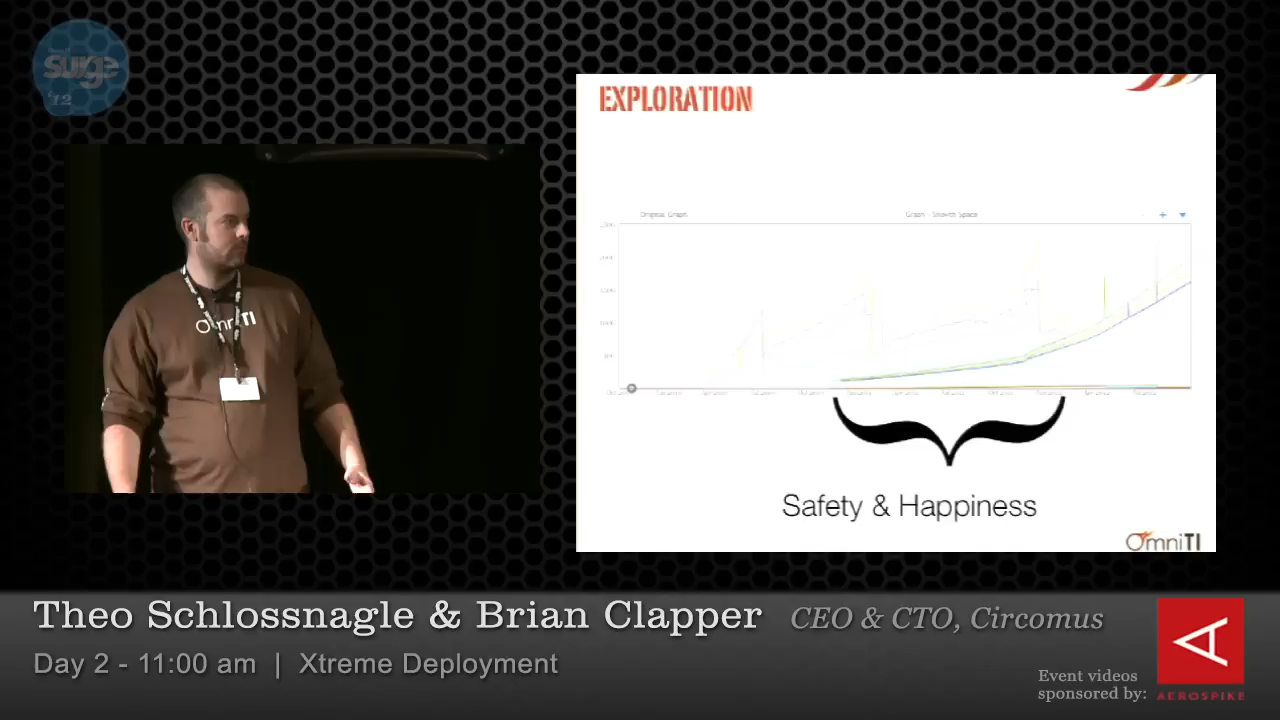 surge
'12
EXPLORATION
Safety & Happiness
OmniTI
OmniTI
Theo Schlossnagle & Brian Clapper CEO & CTO, Circomus
Day 2 - 11:00 am | Xtreme Deployment
Event videos
sponsored by:
AEROSPIKE